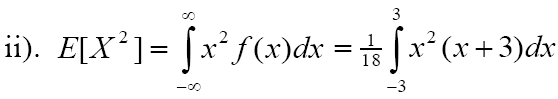 ii). E[X²] = ∫_{-∞}^{∞} x² f(x)dx = 1/18 ∫_{-3}^{3} x² (x + 3)dx